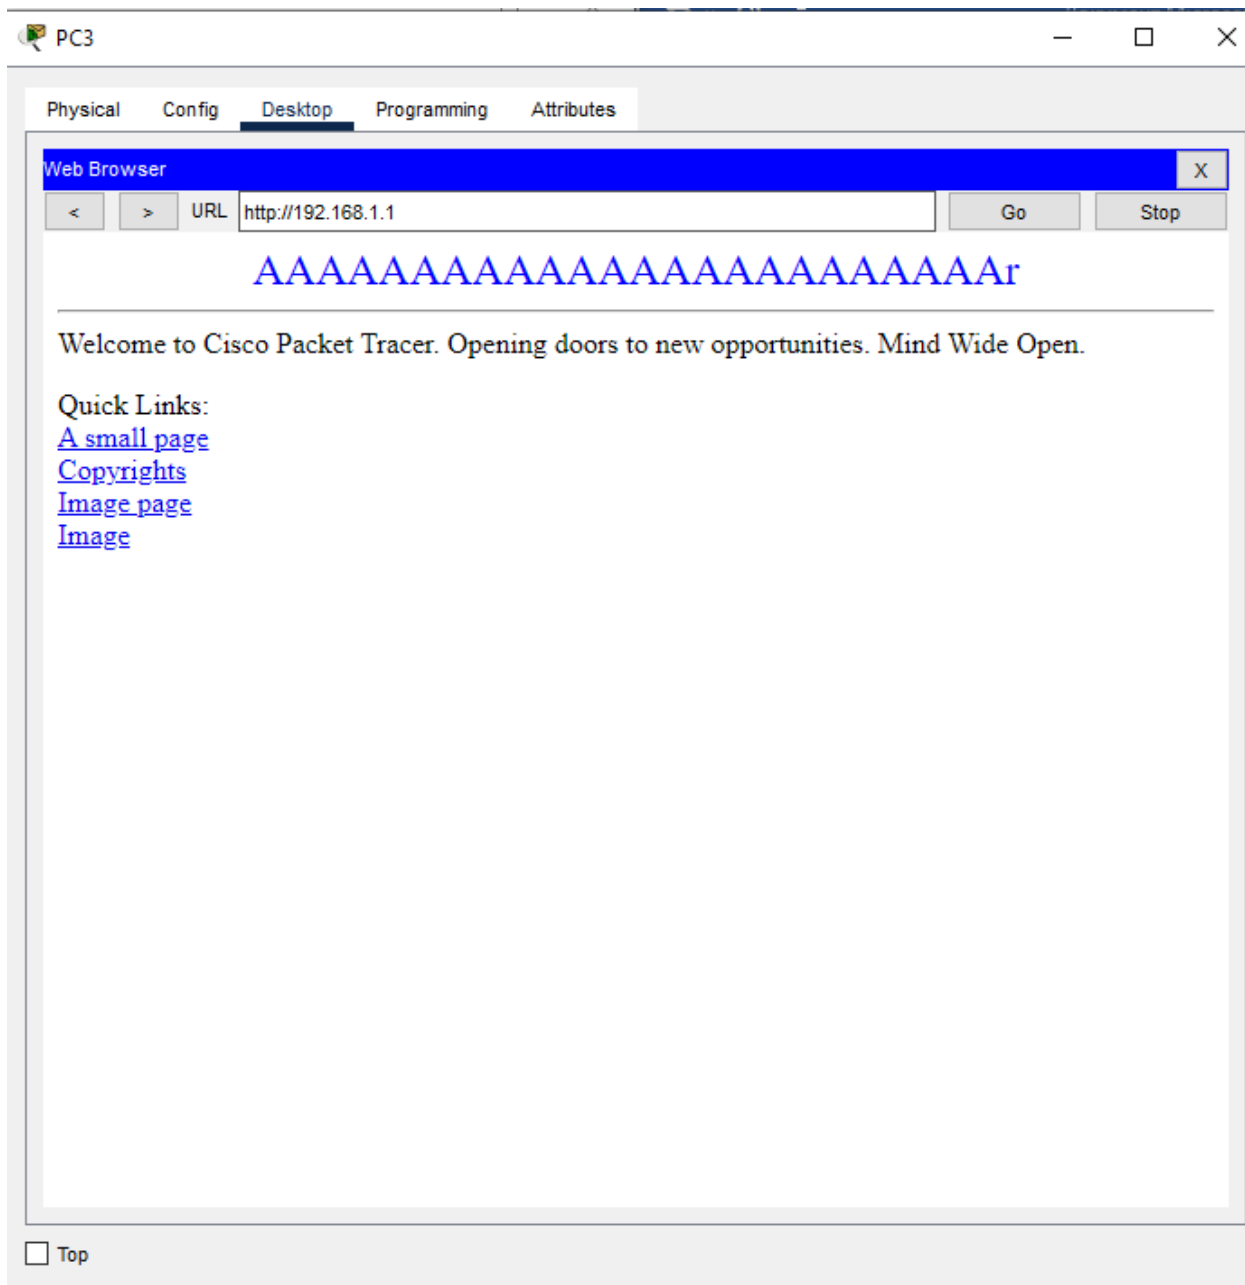 PC3
Physical Config Desktop Programming Attributes
Web Browser X
< > URL http://192.168.1.1 Go Stop
AAAAAAAAAAAAAAAAAAAAAAAAr
Welcome to Cisco Packet Tracer. Opening doors to new opportunities. Mind Wide Open.
Quick Links:
A small page
Copyrights
Image page
Image
Top